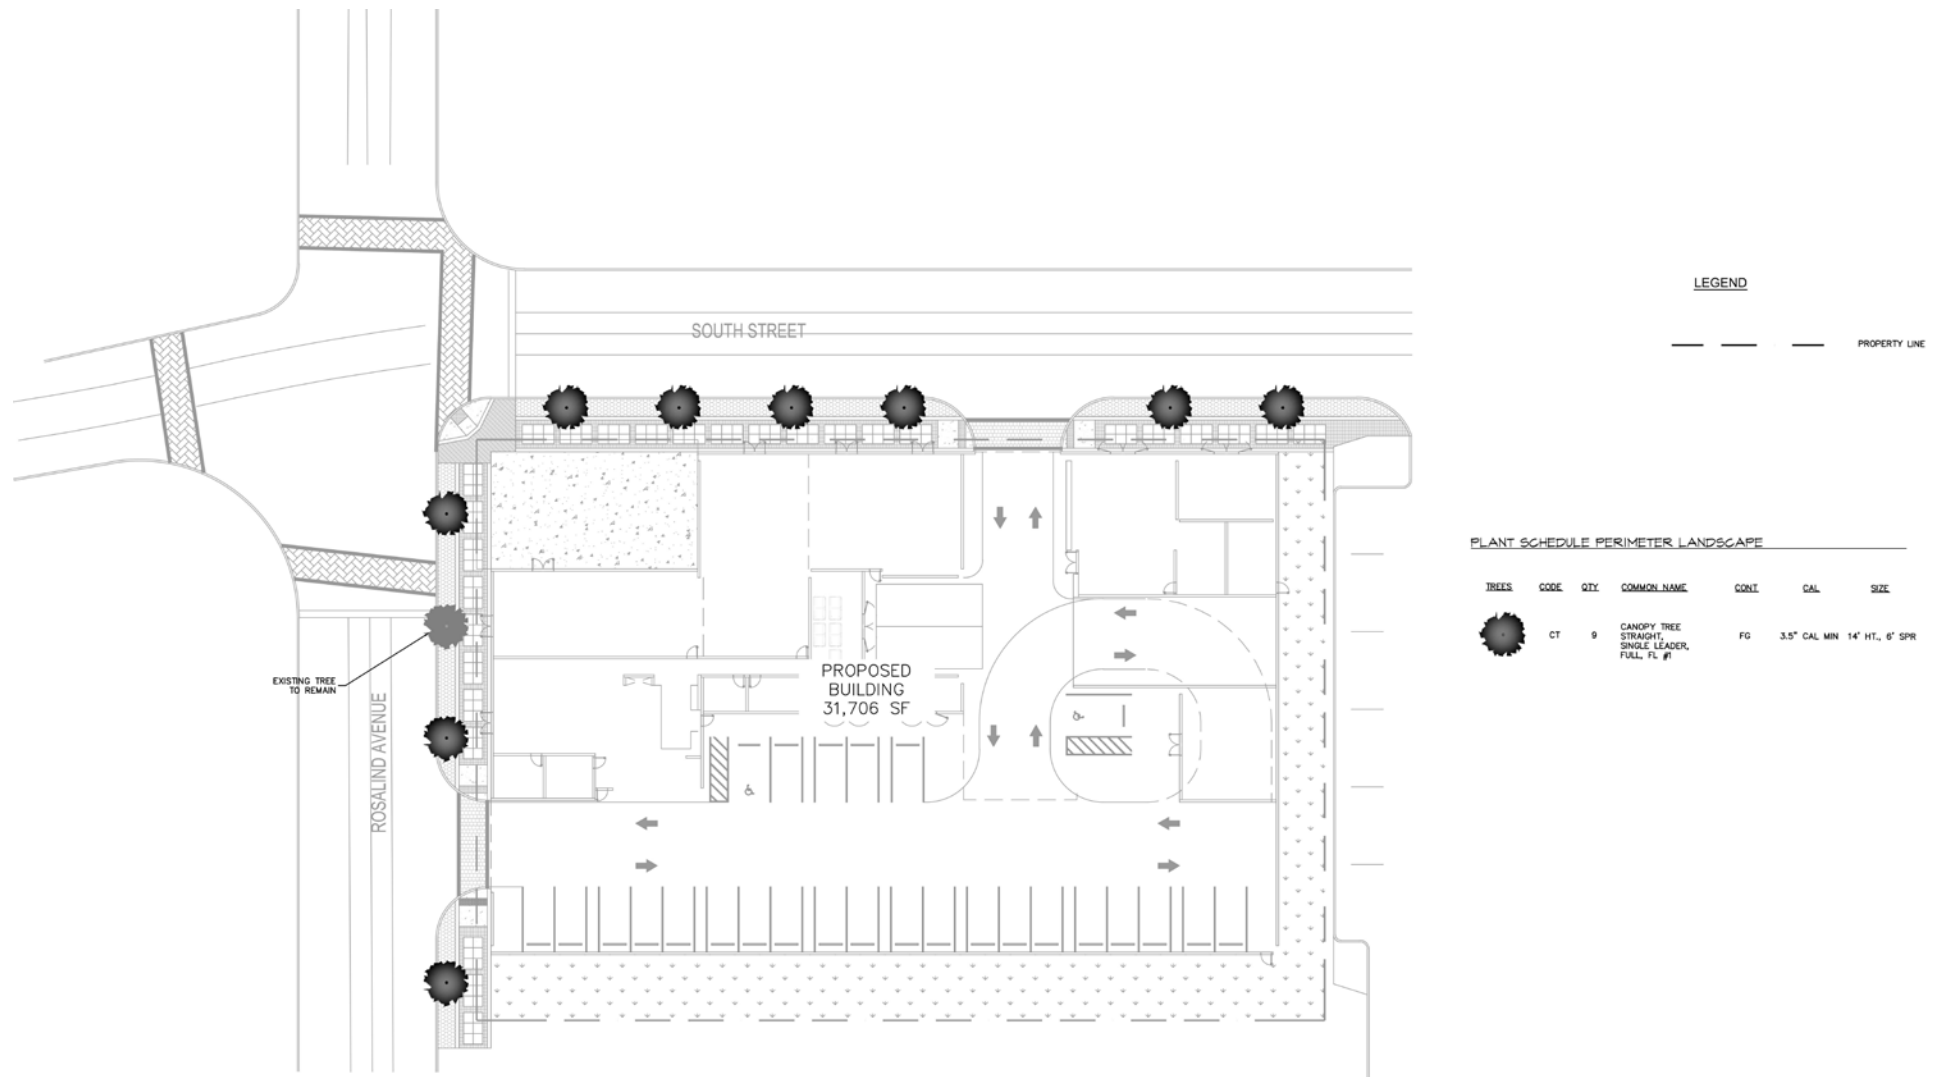 SOUTH STREET
LEGEND
PROPERTY LINE
PLANT SCHEDULE PERIMETER LANDSCAPE
TREES CODE QTY COMMON NAME CONT CAL SIZE
CT 9 CANOPY TREE FG 3.5" CAL MIN 14' HT., 6' SPR
STRAIGHT,
SINGLE LEADER,
FULL, FL #1
EXISTING TREE
TO REMAIN
ROSALIND AVENUE
PROPOSED
BUILDING
31,706 SF